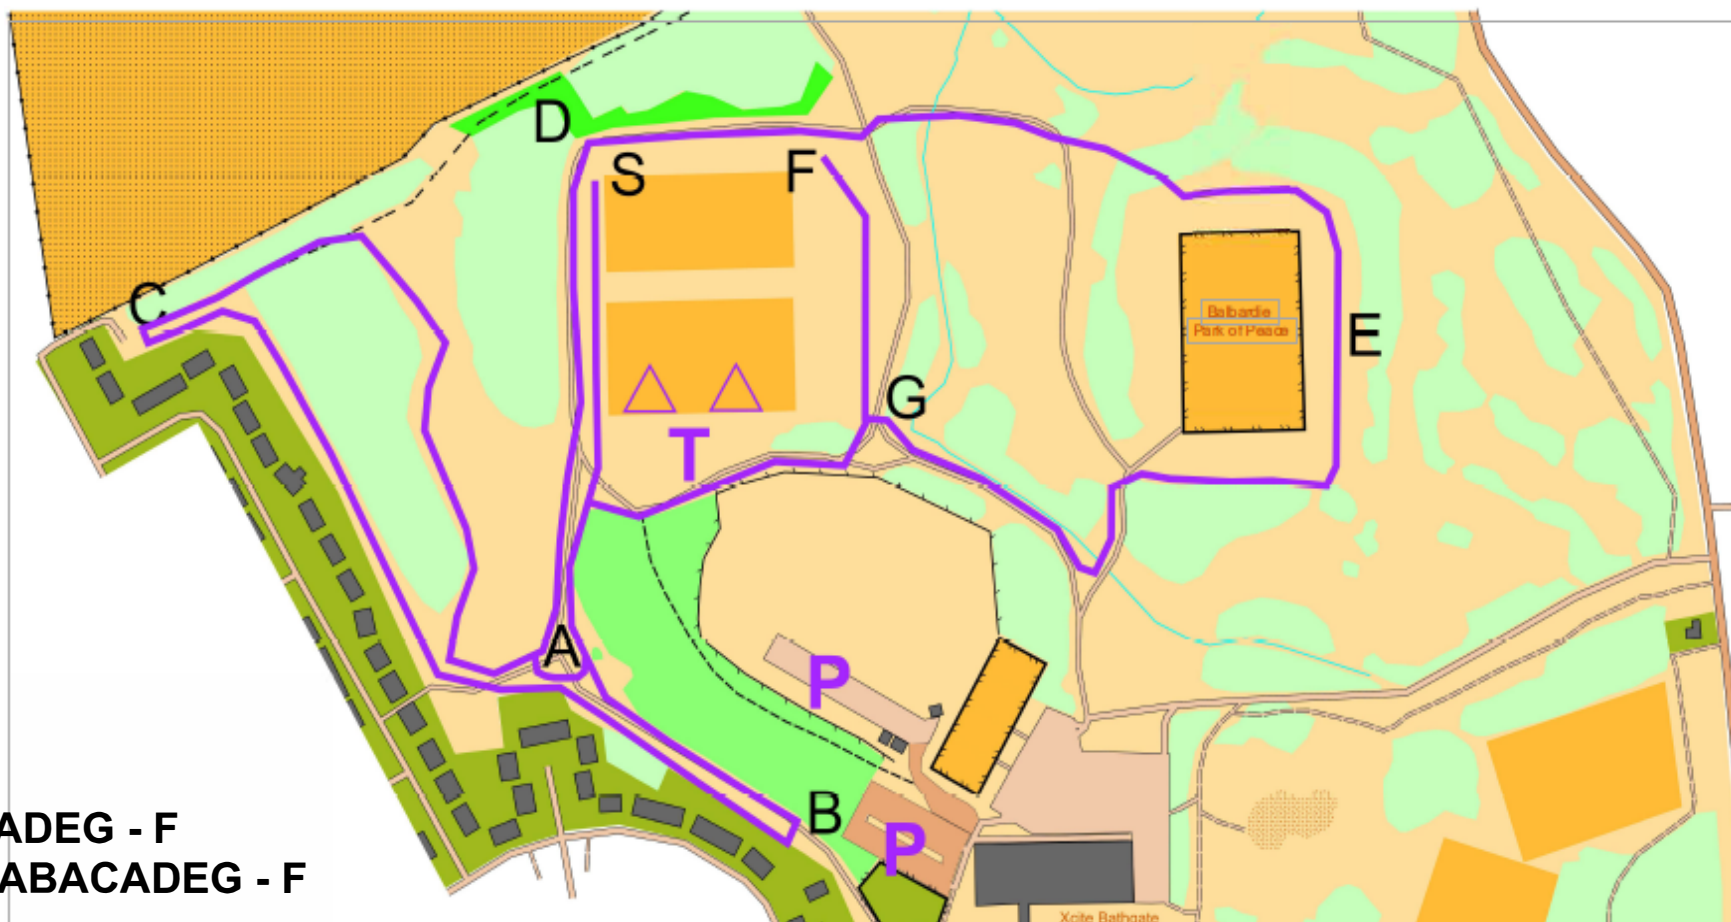 D
S
F
C
Balbardie
Park of Peace
E
G
T
A
P
B
ADEG - F
P
ABACADEG - F
Xcite Bathgate